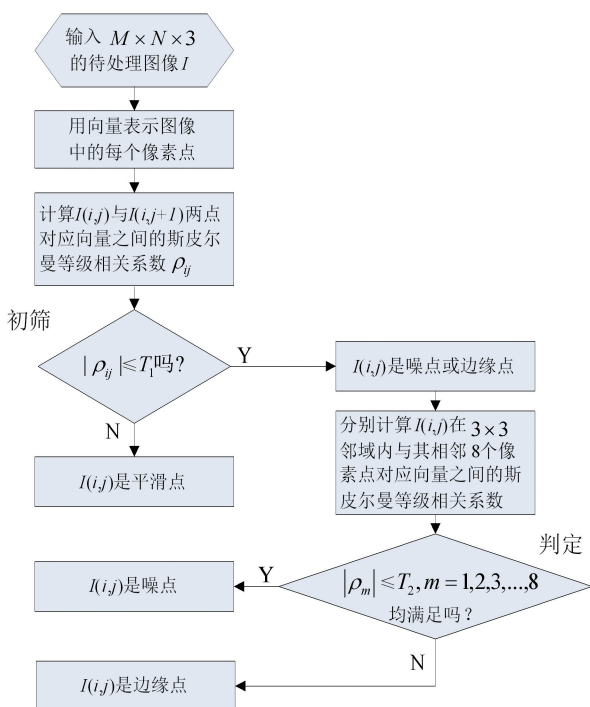 输入 M×N×3
的待处理图像I
用向量表示图像
中的每个像素点
计算I(i,j)与I(i,j+1)两点
对应向量之间的斯皮尔
曼等级相关系数 ρij
初筛
|ρij|≤T1吗?
Y
N
I(i,j)是平滑点
I(i,j)是噪点或边缘点
分别计算I(i,j)在3×3
邻域内与其相邻8个像
素点对应向量之间的斯
皮尔曼等级相关系数
判定
|ρm|≤T2,m=1,2,3,...,8
均满足吗?
Y
I(i,j)是噪点
N
I(i,j)是边缘点